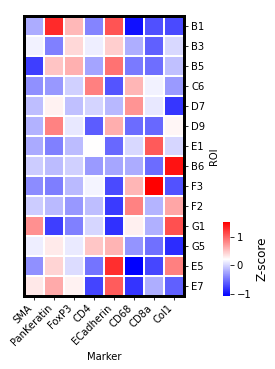 B1
B3
B5
C6
D7
D9
E1
B6
F3
F2
G1
G5
E5
E7
ROI
SMA
PanKeratin
FoxP3
CD4
ECadherin
CD68
CD8a
Col1
Marker
1
0
−1
Z-score